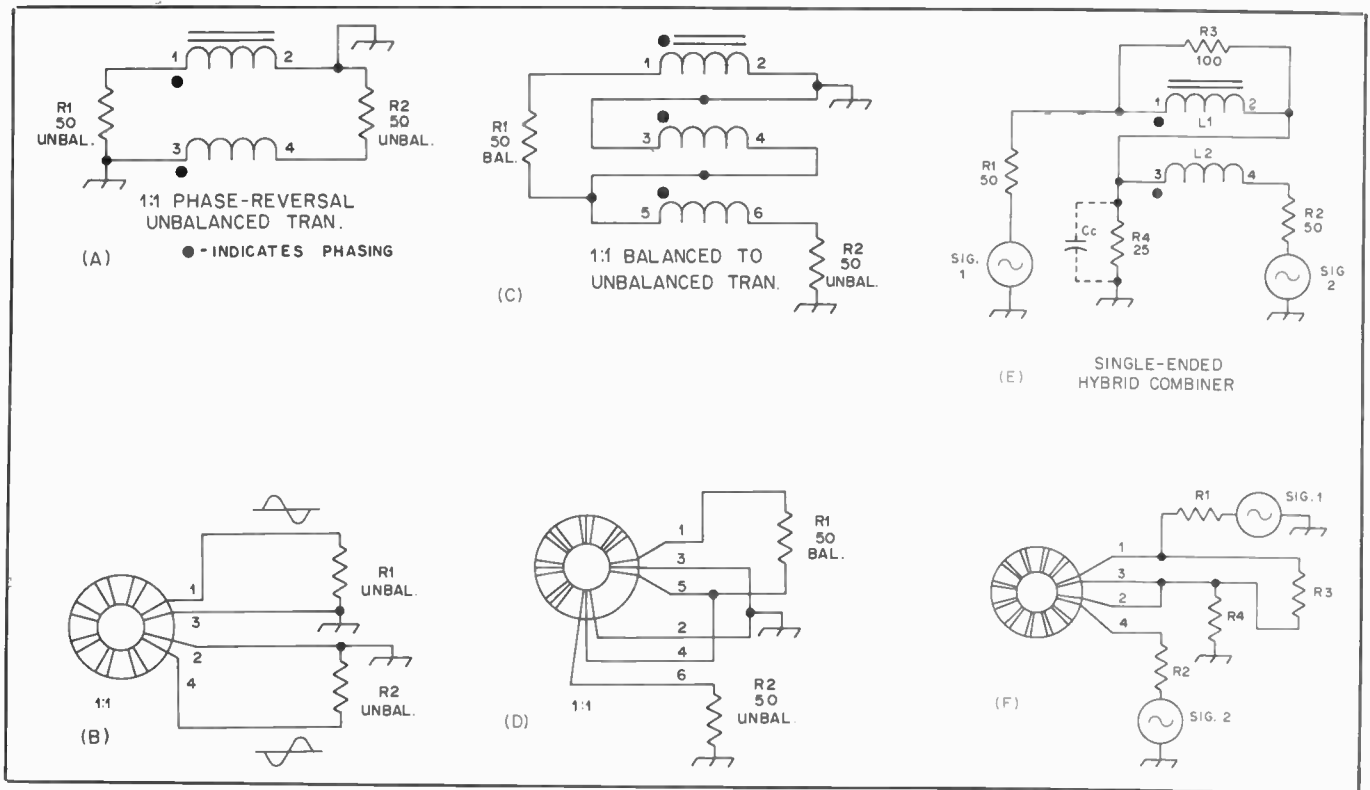 (A)
1
2
R1
50
UNBAL.
R2
50
UNBAL.
3
4
1:1 PHASE-REVERSAL
UNBALANCED TRAN.
● - INDICATES PHASING
(C)
1
2
R1
50
BAL.
3
4
5
6
R2
50
UNBAL.
1:1 BALANCED TO
UNBALANCED TRAN.
(E)
R3
100
1
2
L1
R1
50
L2
3
4
Cc
R4
25
R2
50
SIG.
1
SIG
2
SINGLE-ENDED
HYBRID COMBINER
(B)
1
3
2
4
1:1
R1
UNBAL.
R2
UNBAL.
(D)
1
3
5
2
4
6
1:1
R1
50
BAL.
R2
50
UNBAL.
(F)
R1
SIG. 1
1
3
2
4
R3
R4
R2
SIG. 2